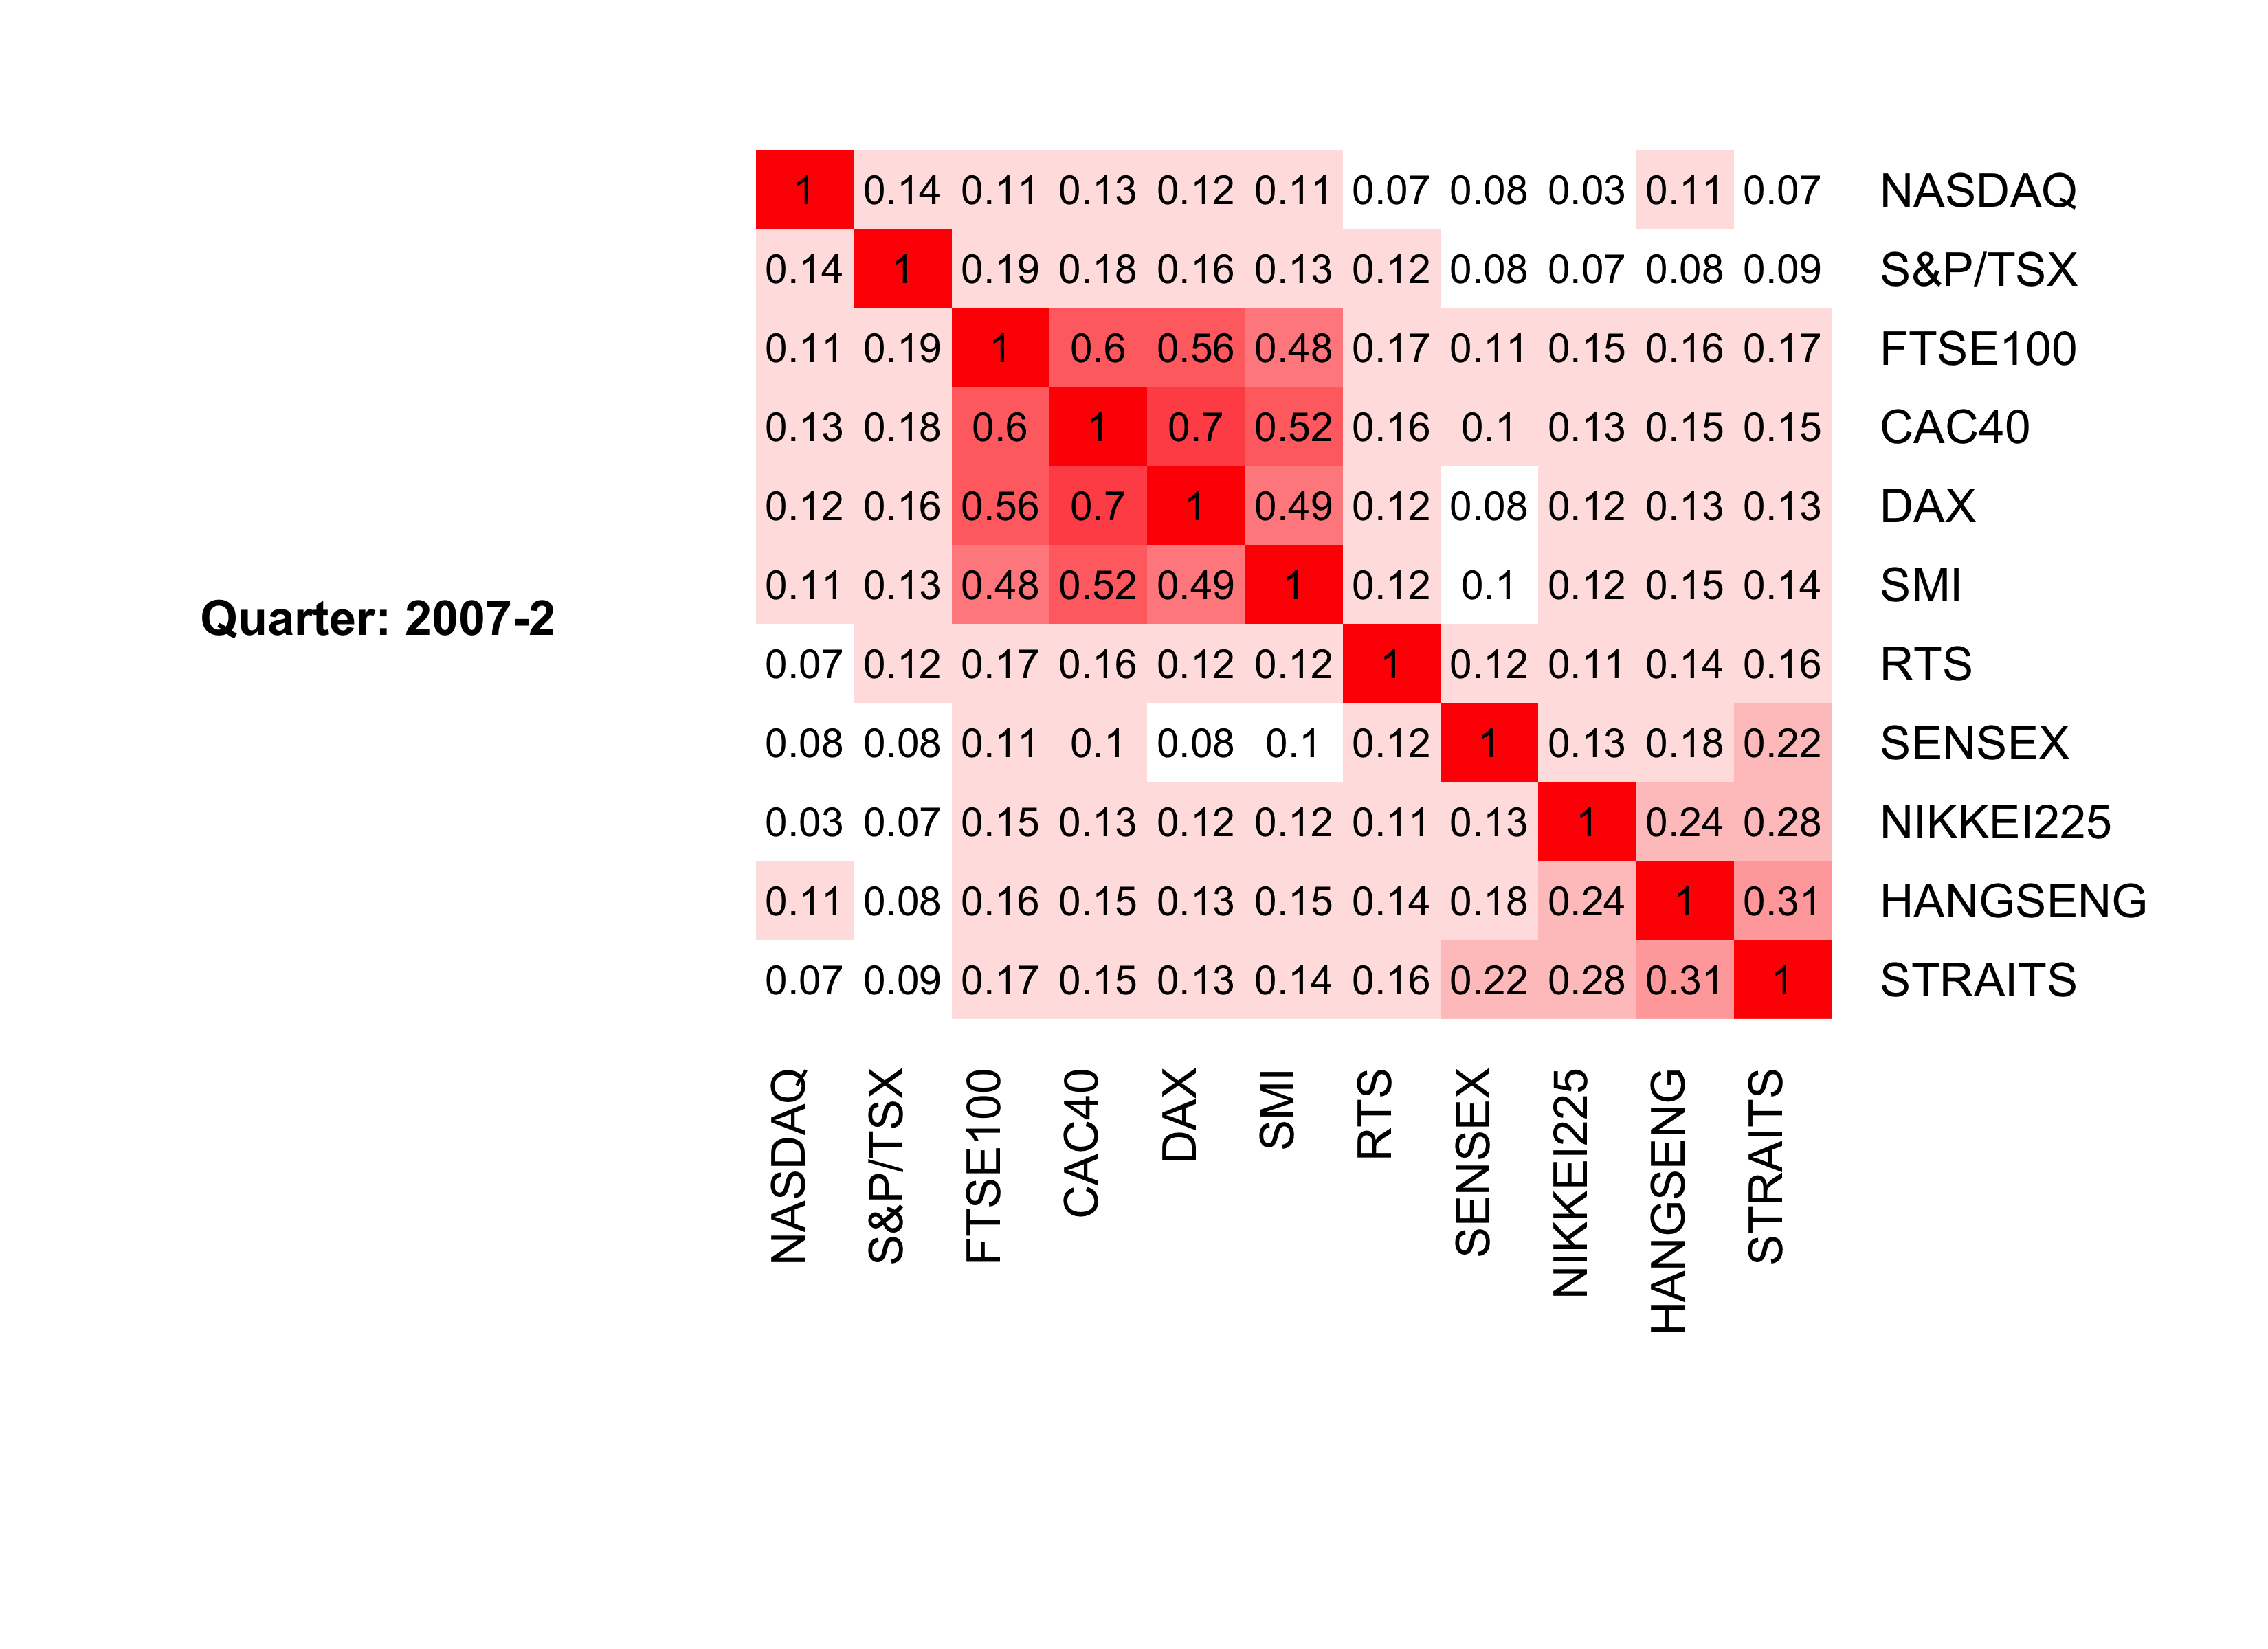 1 0.14 0.11 0.13 0.12 0.11 0.07 0.08 0.03 0.11 0.07 NASDAQ
0.14 1 0.19 0.18 0.16 0.13 0.12 0.08 0.07 0.08 0.09 S&P/TSX
0.11 0.19 1 0.6 0.56 0.48 0.17 0.11 0.15 0.16 0.17 FTSE100
0.13 0.18 0.6 1 0.7 0.52 0.16 0.1 0.13 0.15 0.15 CAC40
0.12 0.16 0.56 0.7 1 0.49 0.12 0.08 0.12 0.13 0.13 DAX
0.11 0.13 0.48 0.52 0.49 1 0.12 0.1 0.12 0.15 0.14 SMI
Quarter: 2007-2
0.07 0.12 0.17 0.16 0.12 0.12 1 0.12 0.11 0.14 0.16 RTS
0.08 0.08 0.11 0.1 0.08 0.1 0.12 1 0.13 0.18 0.22 SENSEX
0.03 0.07 0.15 0.13 0.12 0.12 0.11 0.13 1 0.24 0.28 NIKKEI225
0.11 0.08 0.16 0.15 0.13 0.15 0.14 0.18 0.24 1 0.31 HANGSENG
0.07 0.09 0.17 0.15 0.13 0.14 0.16 0.22 0.28 0.31 1 STRAITS
NASDAQ
S&P/TSX
FTSE100
CAC40
DAX
SMI
RTS
SENSEX
NIKKEI225
HANGSENG
STRAITS